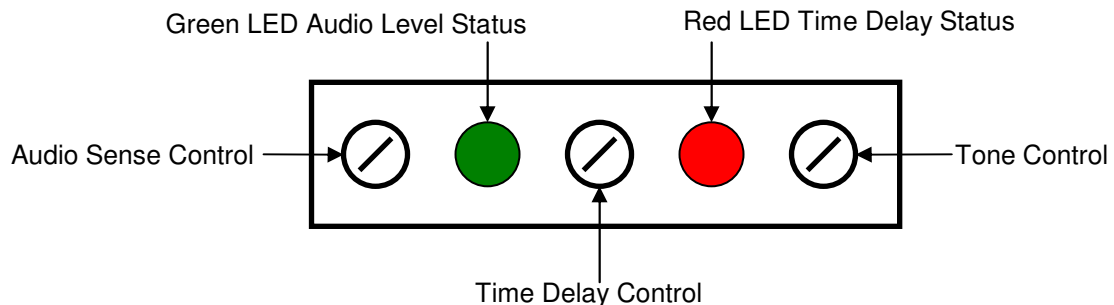 Green LED Audio Level Status
Red LED Time Delay Status
Audio Sense Control
Tone Control
Time Delay Control